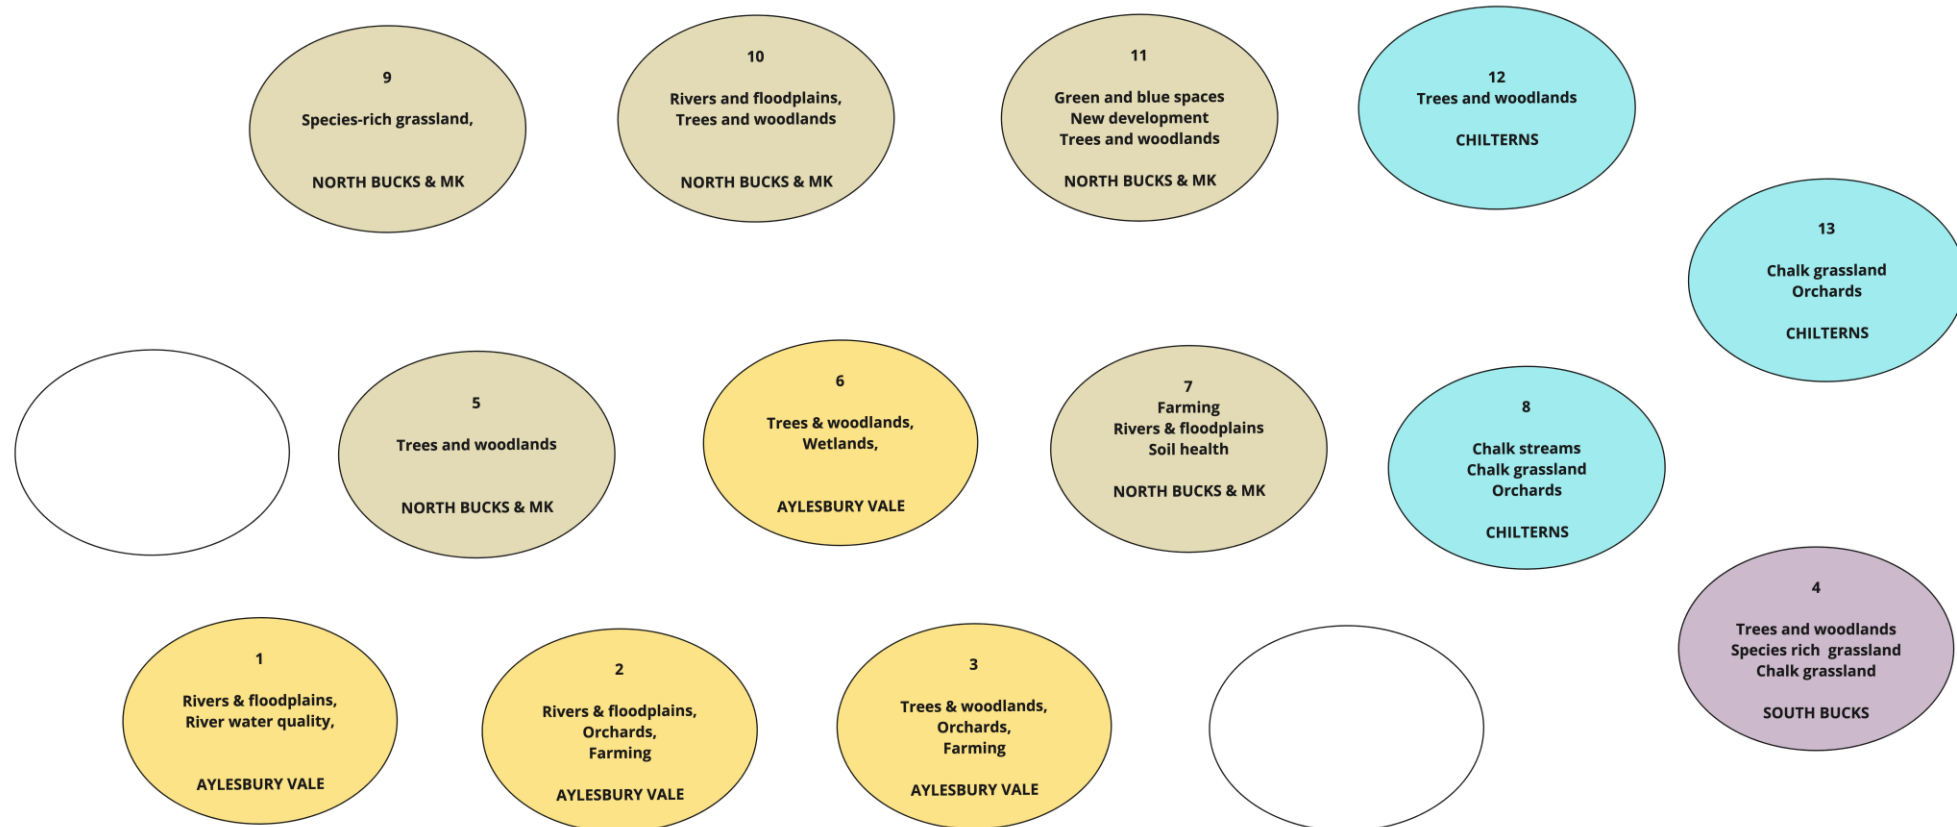 9
Species-rich grassland,
NORTH BUCKS & MK
10
Rivers and floodplains,
Trees and woodlands
NORTH BUCKS & MK
11
Green and blue spaces
New development
Trees and woodlands
NORTH BUCKS & MK
12
Trees and woodlands
CHILTERNS
13
Chalk grassland
Orchards
CHILTERNS
5
Trees and woodlands
NORTH BUCKS & MK
6
Trees & woodlands,
Wetlands,
AYLESBURY VALE
7
Farming
Rivers & floodplains
Soil health
NORTH BUCKS & MK
8
Chalk streams
Chalk grassland
Orchards
CHILTERNS
1
Rivers & floodplains,
River water quality,
AYLESBURY VALE
2
Rivers & floodplains,
Orchards,
Farming
AYLESBURY VALE
3
Trees & woodlands,
Orchards,
Farming
AYLESBURY VALE
4
Trees and woodlands
Species rich grassland
Chalk grassland
SOUTH BUCKS